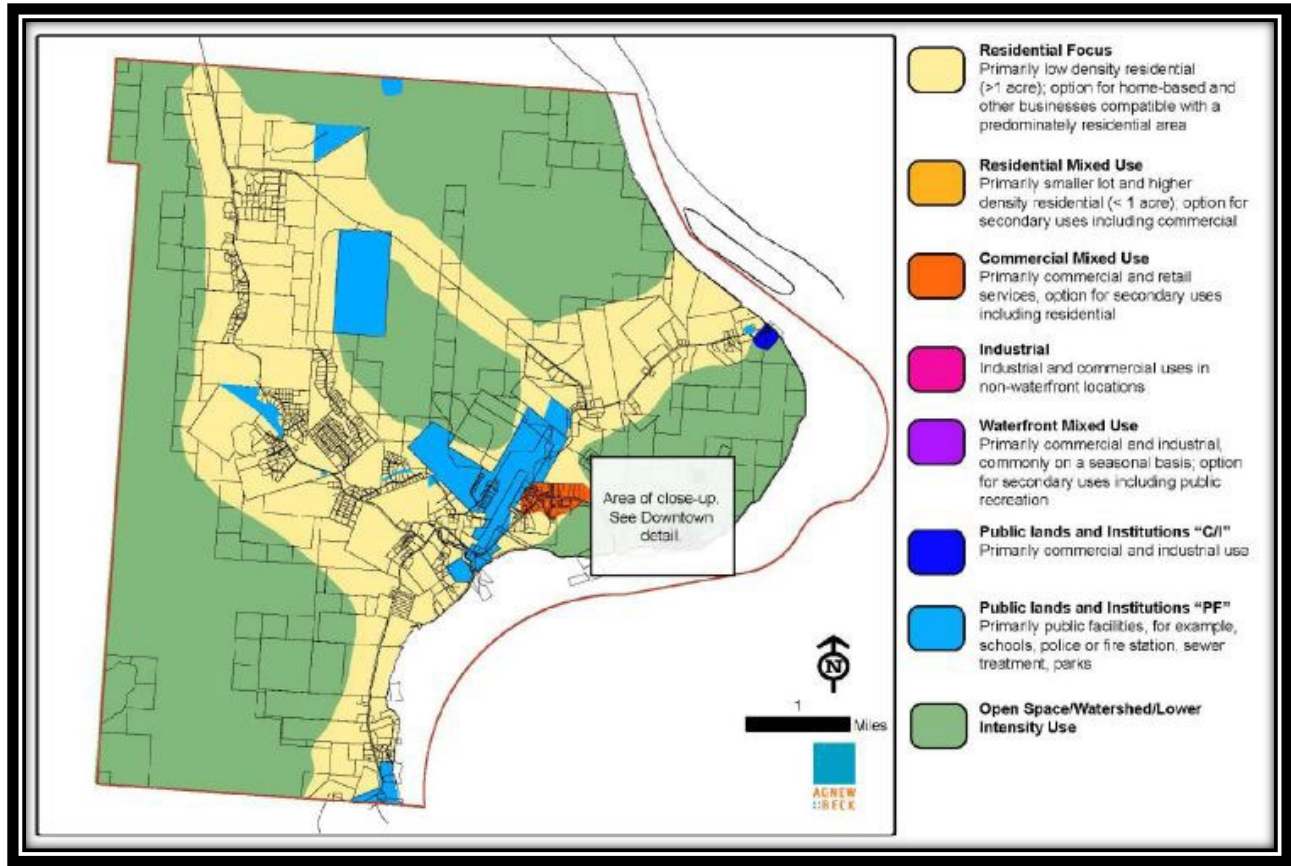 Residential Focus
Primarily low density residential
(>1 acre); option for home-based and
other businesses compatible with a
predominately residential area
Residential Mixed Use
Primarily smaller lot and higher
density residential (< 1 acre); option for
secondary uses including commercial
Commercial Mixed Use
Primarily commercial and retail
services, option for secondary uses
including residential
Industrial
Industrial and commercial uses in
non-waterfront locations
Waterfront Mixed Use
Primarily commercial and industrial,
commonly on a seasonal basis; option
for secondary uses including public
recreation
Public lands and Institutions "C/I"
Primarily commercial and industrial use
Public lands and Institutions "PF"
Primarily public facilities, for example,
schools, police or fire station, sewer
treatment, parks
Open Space/Watershed/Lower
Intensity Use
Area of close-up.
See Downtown
detail.
N
1
Miles
AGNEW
::BECK